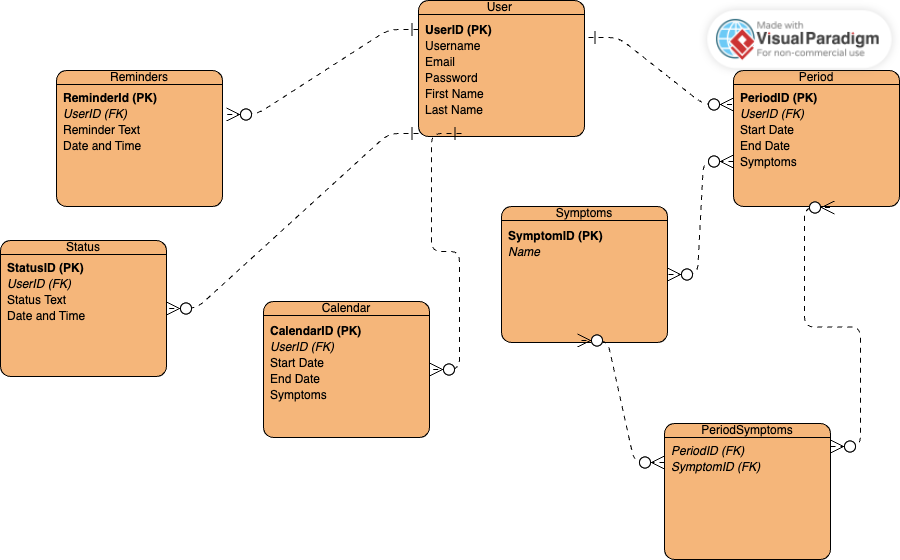 User
UserID (PK)
Username
Email
Password
First Name
Last Name
Made with
Visual Paradigm
For non-commercial use
Reminders
ReminderId (PK)
UserID (FK)
Reminder Text
Date and Time
Period
PeriodID (PK)
UserID (FK)
Start Date
End Date
Symptoms
Symptoms
SymptomID (PK)
Name
Status
StatusID (PK)
UserID (FK)
Status Text
Date and Time
Calendar
CalendarID (PK)
UserID (FK)
Start Date
End Date
Symptoms
PeriodSymptoms
PeriodID (FK)
SymptomID (FK)